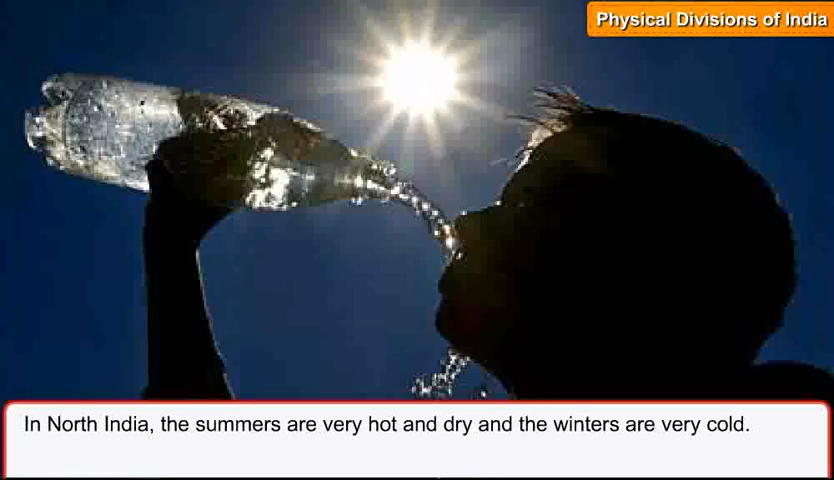 Physical Divisions of India
In North India, the summers are very hot and dry and the winters are very cold.